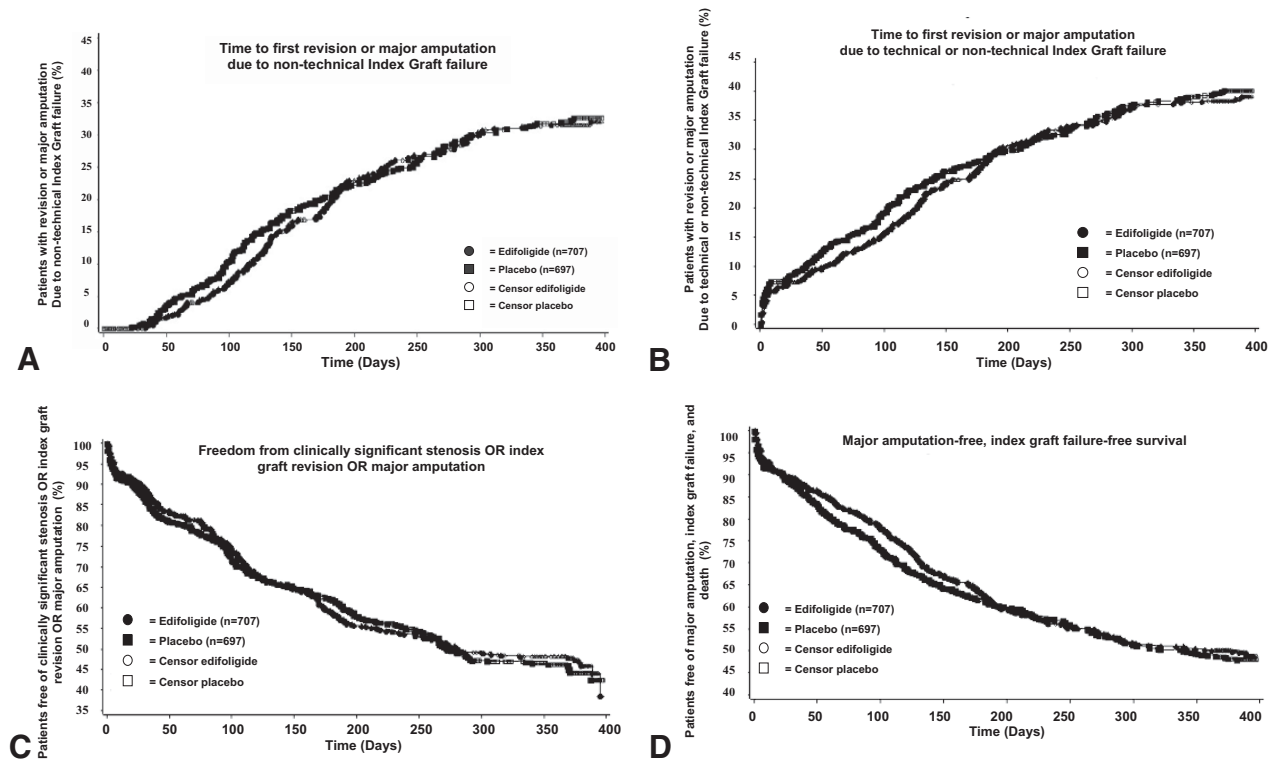 Time to first revision or major amputation
due to non-technical Index Graft failure
Patients with revision or major amputation
Due to non-technical Index Graft failure (%)
45
40
35
30
25
20
15
10
5
0
= Edifoligide (n=707)
= Placebo (n=697)
= Censor edifoligide
= Censor placebo
0 50 100 150 200 250 300 350 400
Time (Days)
A
Time to first revision or major amputation
due to technical or non-technical Index Graft failure
Patients with revision or major amputation
Due to technical or non-technical Index Graft failure (%)
45
40
35
30
25
20
15
10
5
0
= Edifoligide (n=707)
= Placebo (n=697)
= Censor edifoligide
= Censor placebo
0 50 100 150 200 250 300 350 400
Time (Days)
B
Freedom from clinically significant stenosis OR index
graft revision OR major amputation
Patients free of clinically significant stenosis OR index graft
revision OR major amputation (%)
100
95
90
85
80
75
70
65
60
55
50
45
40
35
= Edifoligide (n=707)
= Placebo (n=697)
= Censor edifoligide
= Censor placebo
0 50 100 150 200 250 300 350 400
Time (Days)
C
Major amputation-free, index graft failure-free survival
Patients free of major amputation, index graft failure, and
death (%)
100
95
90
85
80
75
70
65
60
55
50
45
40
= Edifoligide (n=707)
= Placebo (n=697)
= Censor edifoligide
= Censor placebo
0 50 100 150 200 250 300 350 400
Time (Days)
D